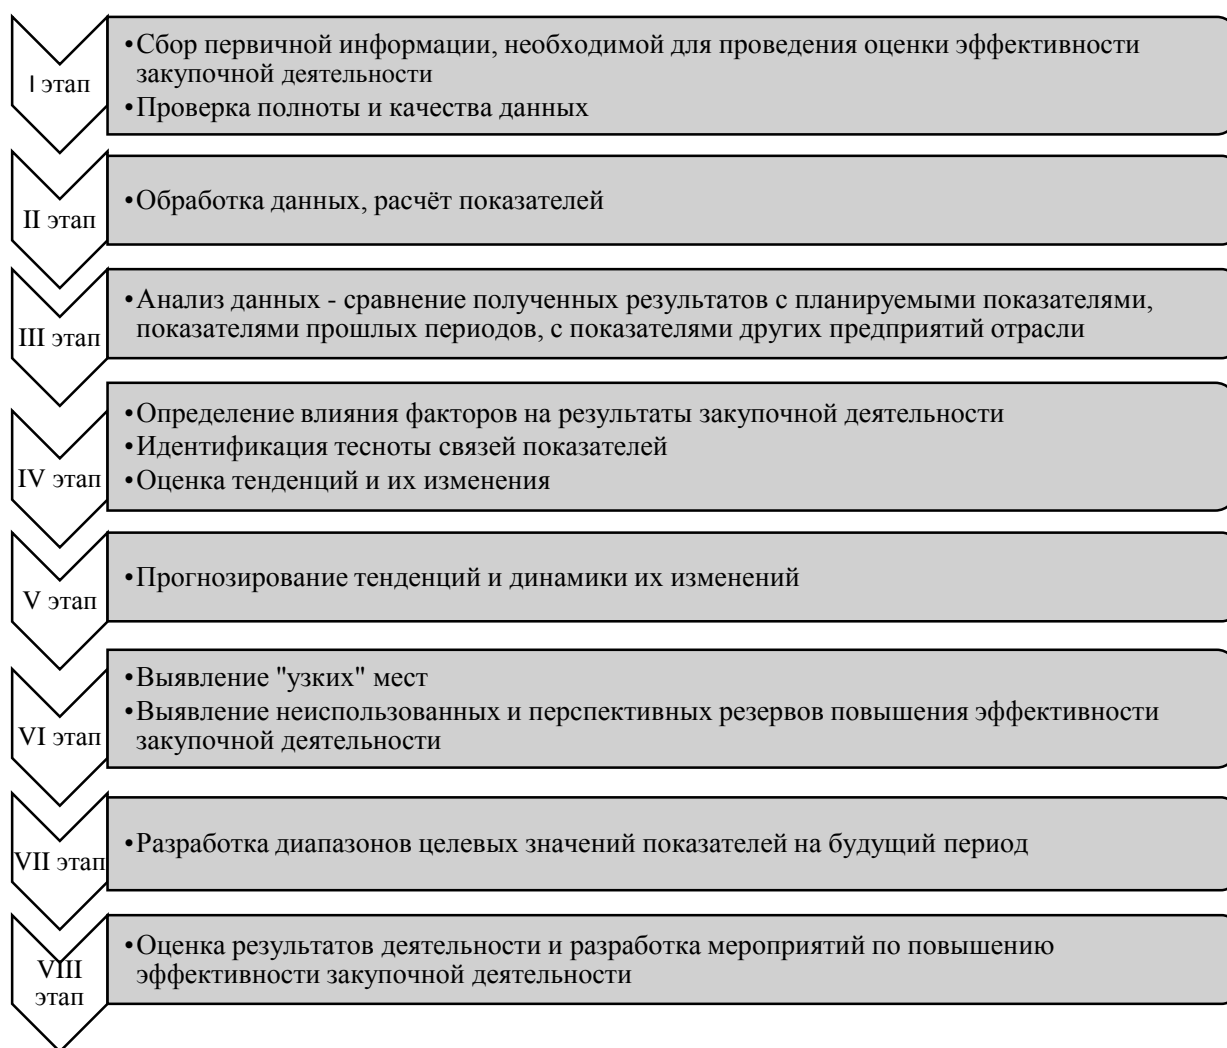 I этап
•Сбор первичной информации, необходимой для проведения оценки эффективности
закупочной деятельности
•Проверка полноты и качества данных
II этап
•Обработка данных, расчёт показателей
III этап
•Анализ данных - сравнение полученных результатов с планируемыми показателями,
показателями прошлых периодов, с показателями других предприятий отрасли
IV этап
•Определение влияния факторов на результаты закупочной деятельности
•Идентификация тесноты связей показателей
•Оценка тенденций и их изменения
V этап
•Прогнозирование тенденций и динамики их изменений
VI этап
•Выявление "узких" мест
•Выявление неиспользованных и перспективных резервов повышения эффективности
закупочной деятельности
VII этап
•Разработка диапазонов целевых значений показателей на будущий период
VIII
этап
•Оценка результатов деятельности и разработка мероприятий по повышению
эффективности закупочной деятельности